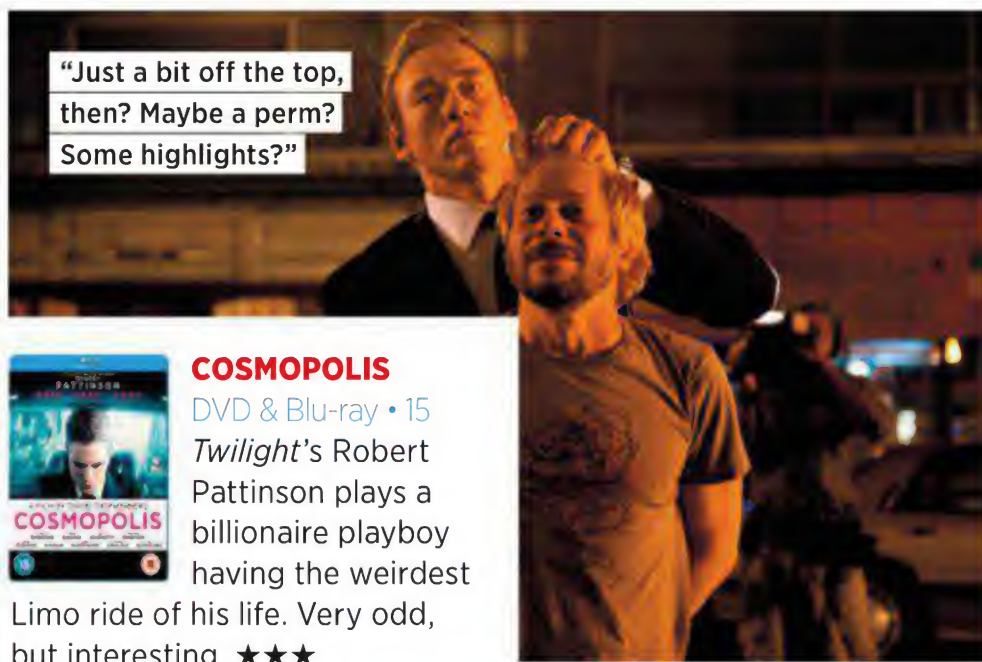 “Just a bit off the top,
then? Maybe a perm?
Some highlights?”
PATTINSON
COSMOPOLIS
COSMOPOLIS
DVD & Blu-ray • 15
Twilight’s Robert
Pattinson plays a
billionaire playboy
having the weirdest
Limo ride of his life. Very odd,
but interesting ★★★